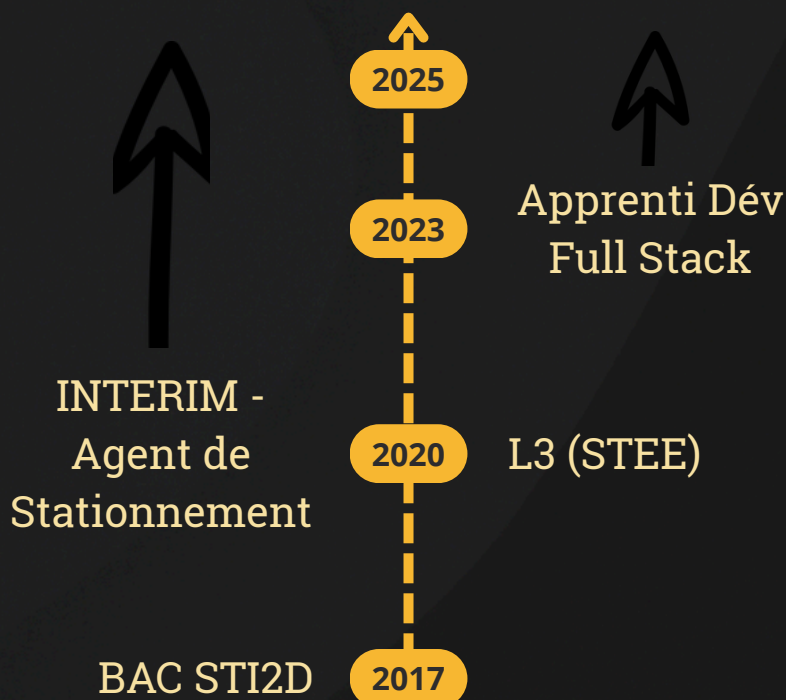 2025
2023
Apprenti Dév
Full Stack
INTERIM -
Agent de
Stationnement
2020
L3 (STEE)
BAC STI2D
2017